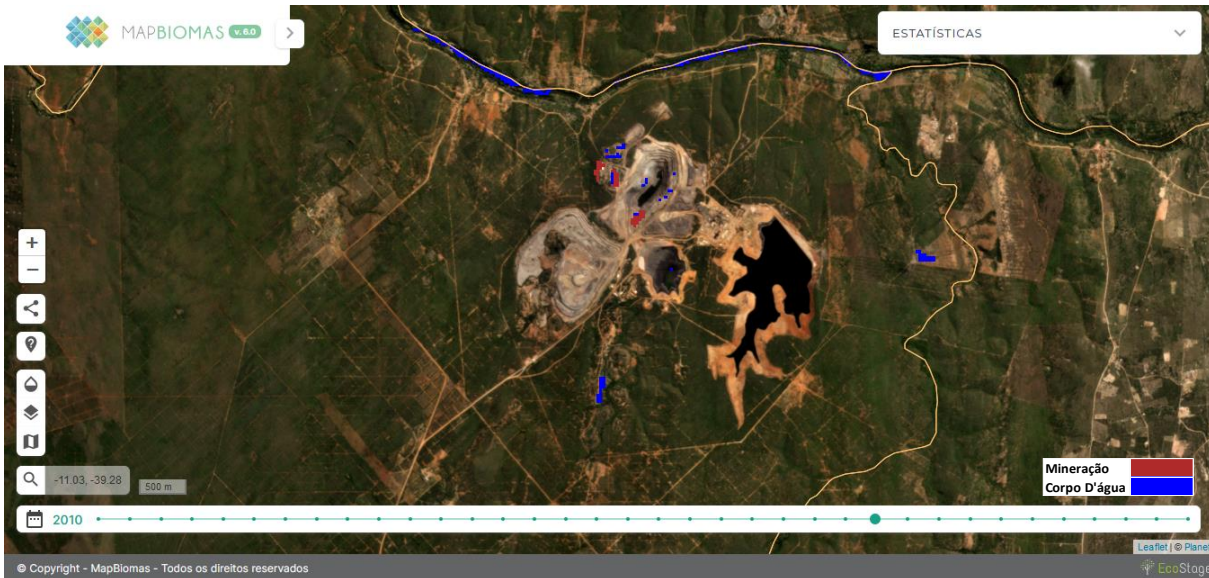 MAPBIOMAS v. 6.0
ESTATÍSTICAS
-11.03, -39.28
500 m
Mineração
Corpo D'água
2010
Leaflet | © Planet
© Copyright - MapBiomas - Todos os direitos reservados
EcoStage